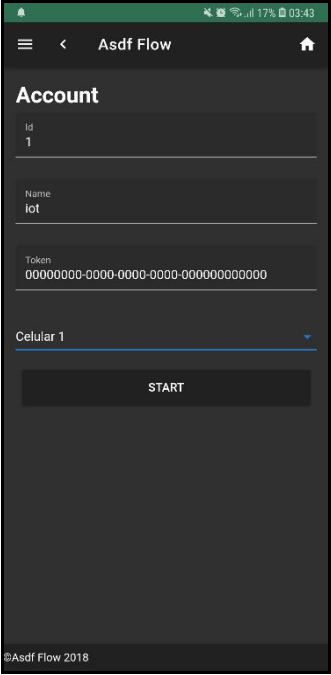 17% 03:43
Asdf Flow
Account
Id
1
Name
iot
Token
00000000-0000-0000-0000-000000000000
Celular 1
START
©Asdf Flow 2018